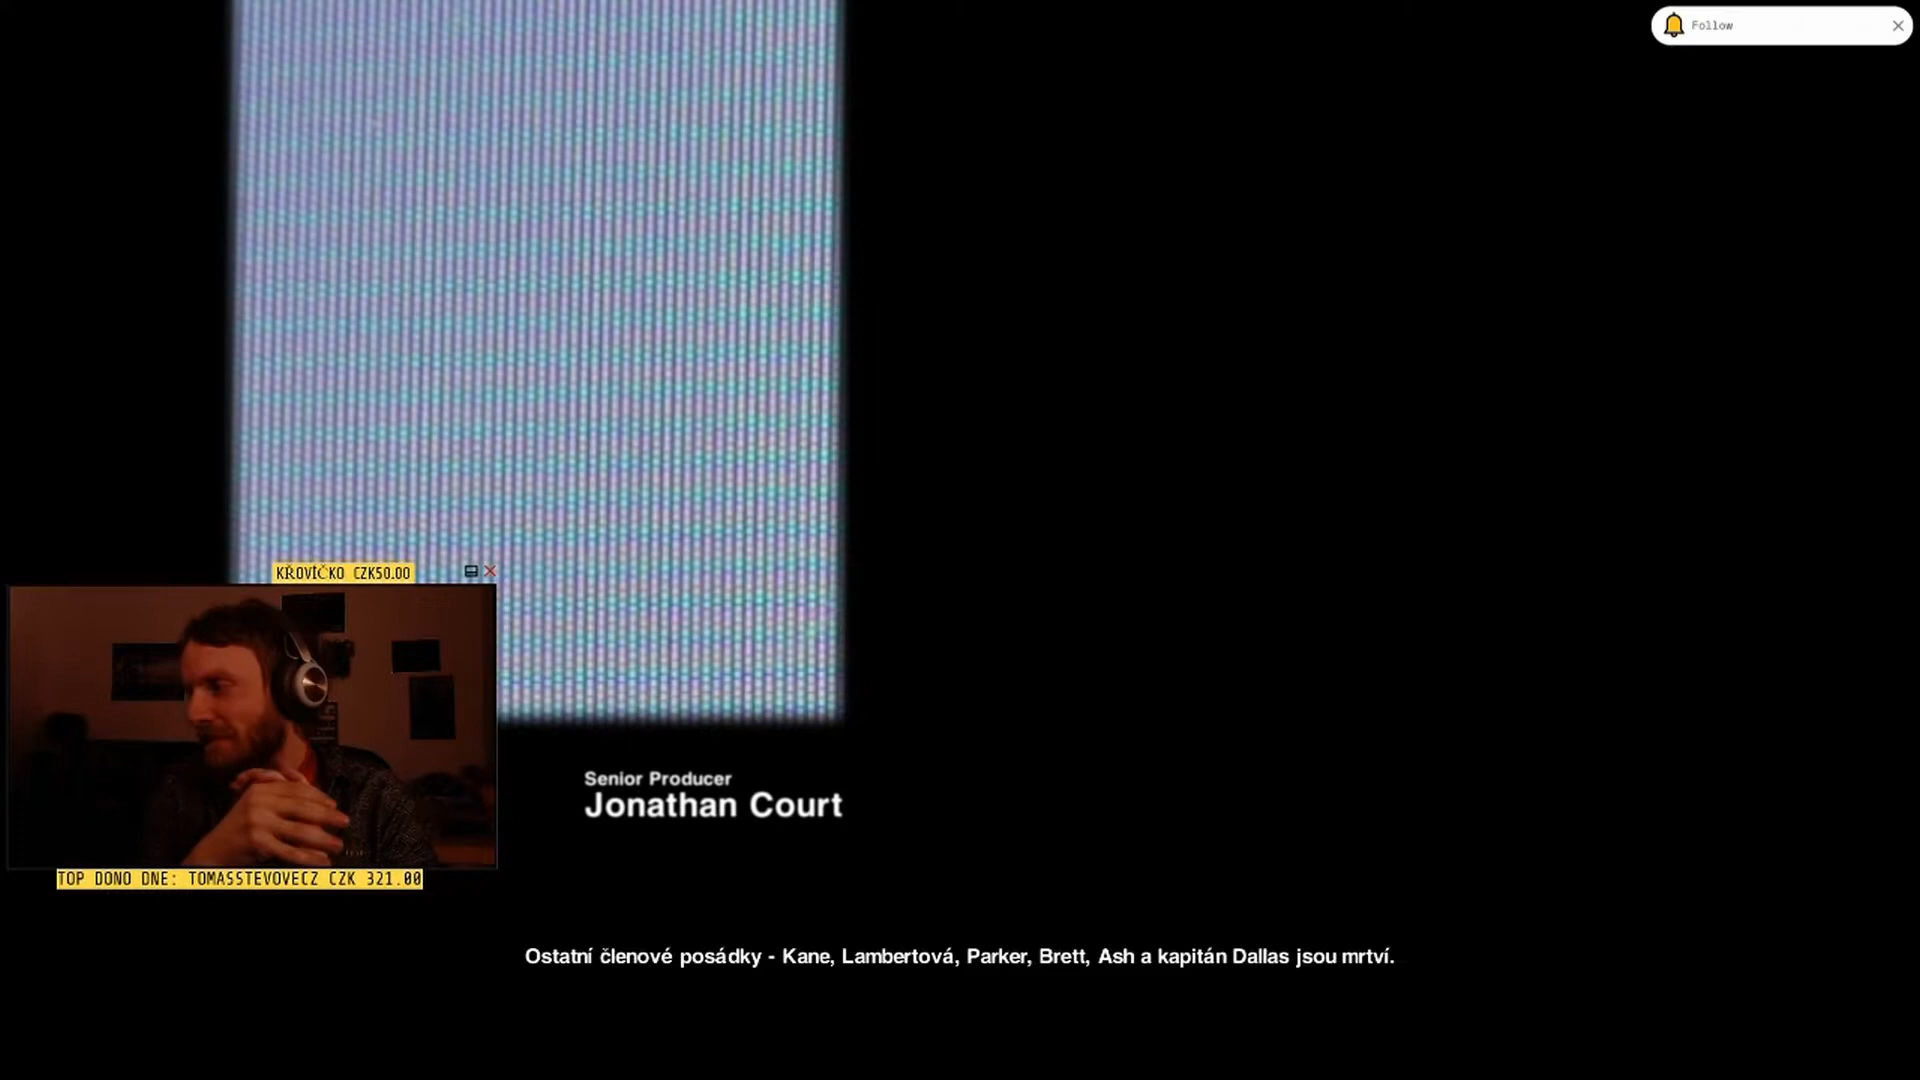 Follow
KŘOVÍČKO CZK50.00
Senior Producer
Jonathan Court
TOP DONO DNE: TOMASSTEVOVECZ CZK 321.00
Ostatní členové posádky - Kane, Lambertová, Parker, Brett, Ash a kapitán Dallas jsou mrtví.